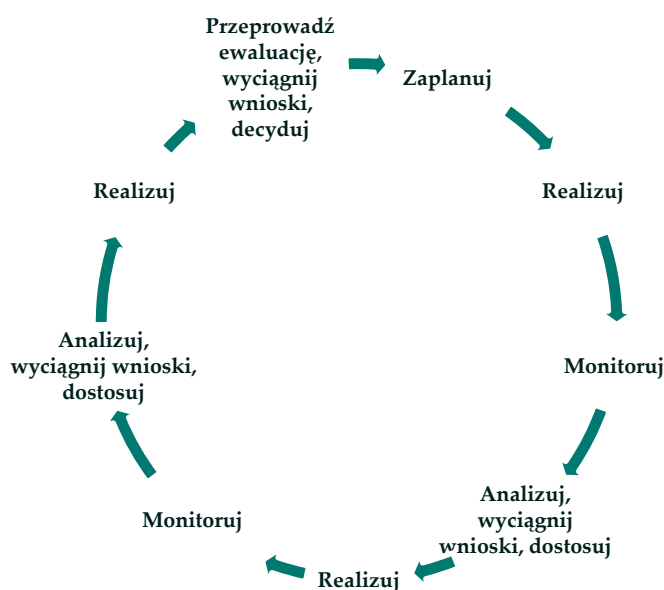 Przeprowadź
ewaluację,
wyciągnij
wnioski,
decyduj
Zaplanuj
Realizuj
Monitoruj
Analizuj,
wyciągnij
wnioski, dostosuj
Realizuj
Monitoruj
Analizuj,
wyciągnij wnioski,
dostosuj
Realizuj